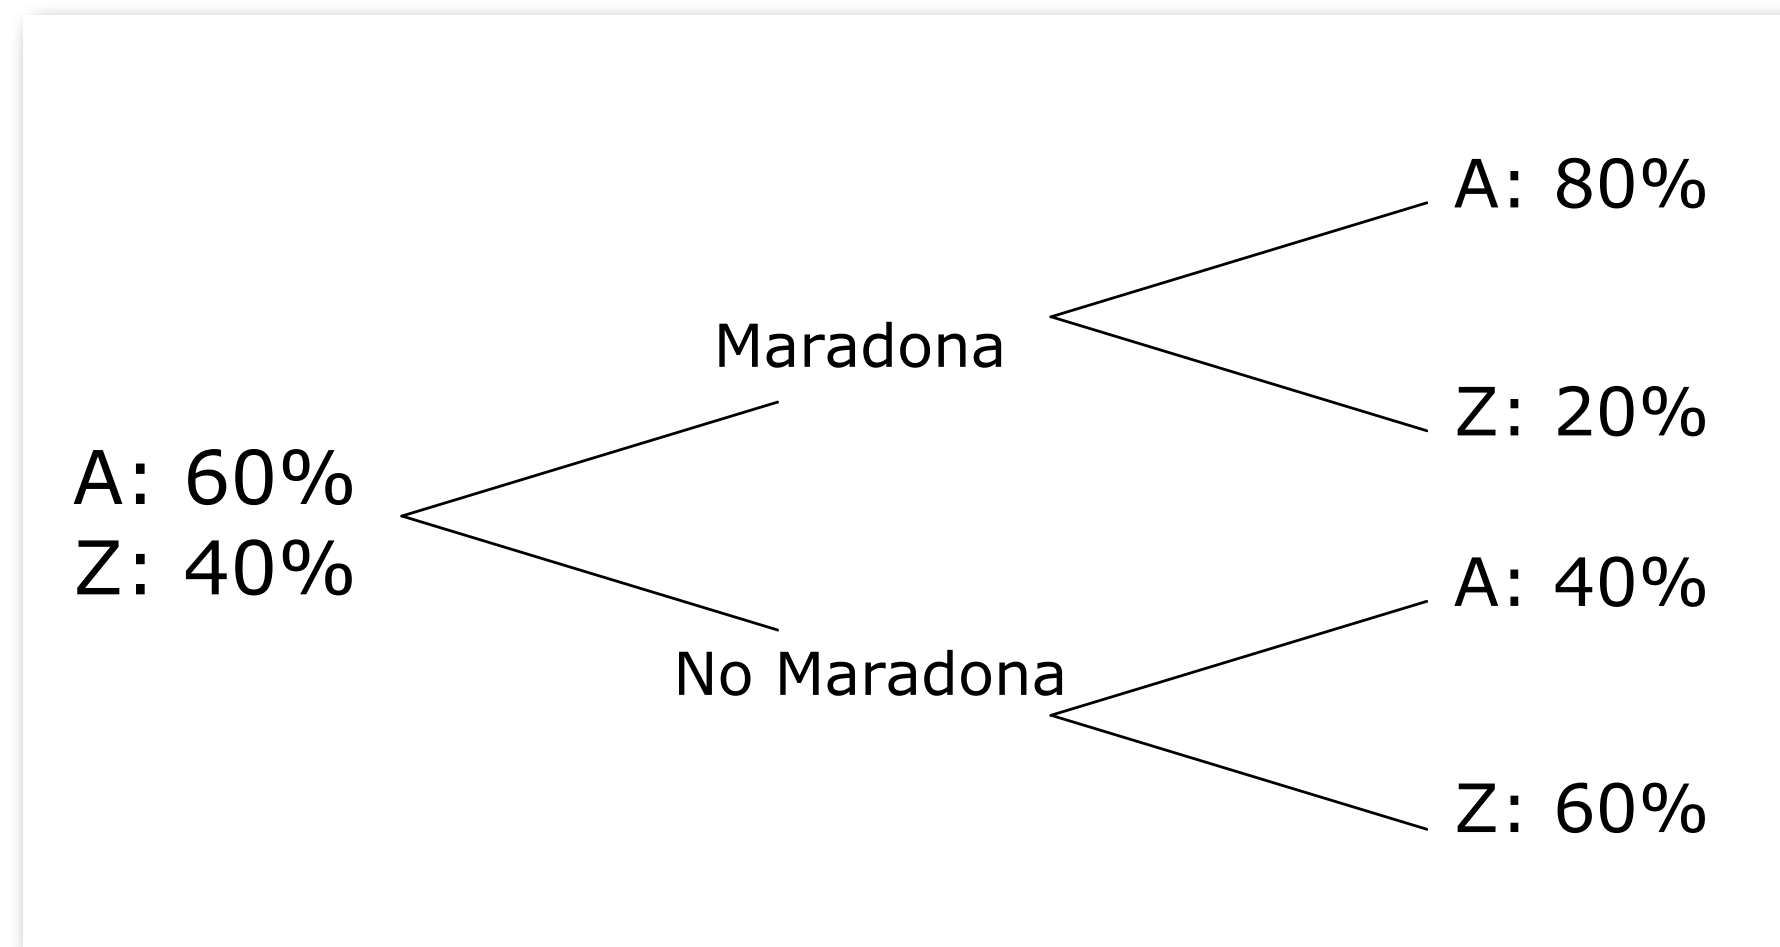 A: 60%
Z: 40%
Maradona
No Maradona
A: 80%
Z: 20%
A: 40%
Z: 60%